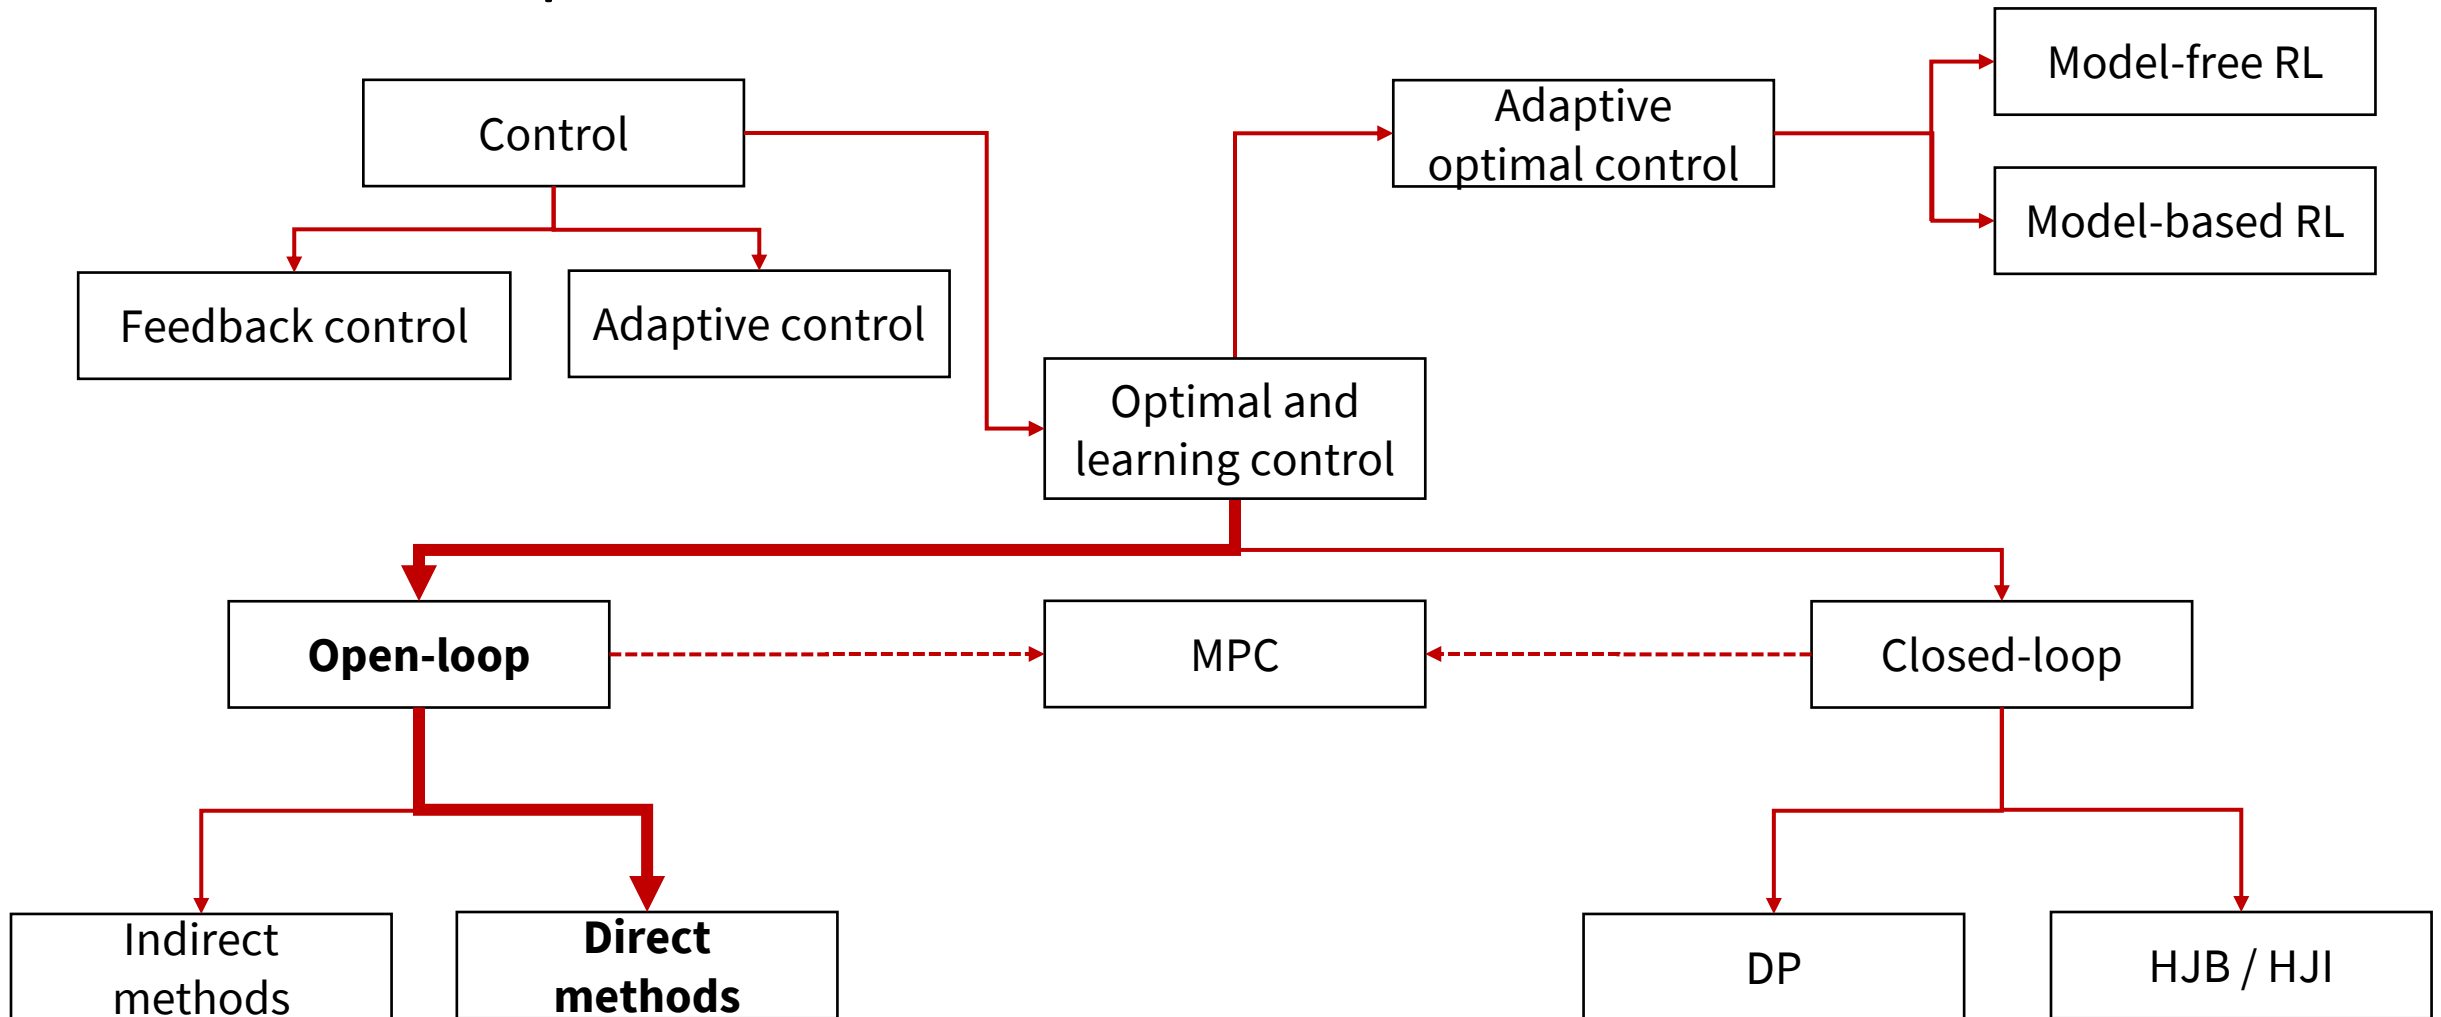 Model-free RL
Control
Adaptive
optimal control
Model-based RL
Feedback control
Adaptive control
Optimal and
learning control
Open-loop
MPC
Closed-loop
Indirect
methods
Direct
methods
DP
HJB / HJI